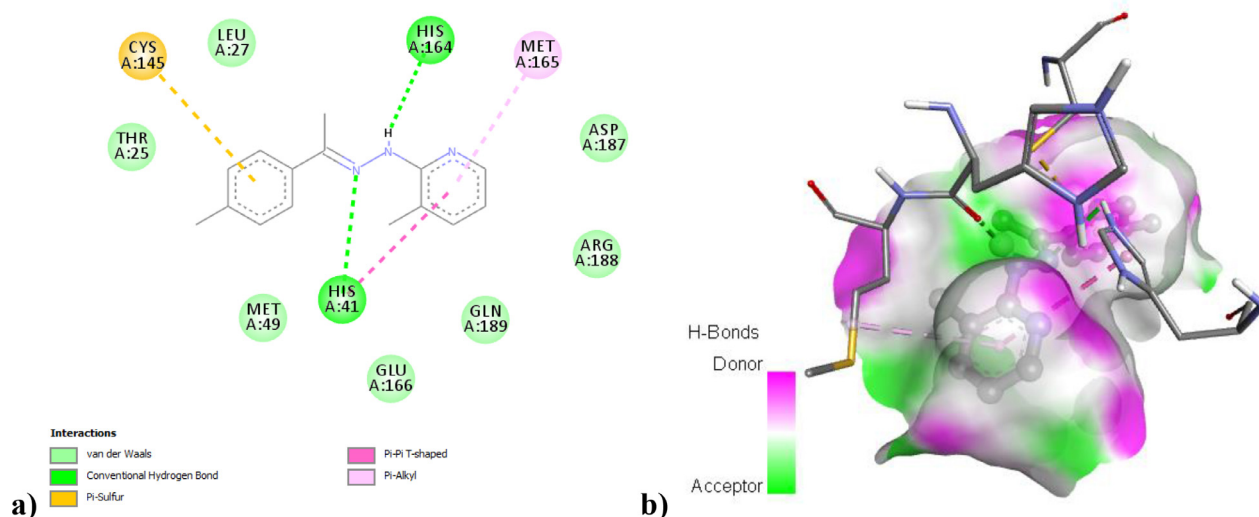 LEU
A:27
HIS
A:164
CYS
A:145
MET
A:165
H
THR
A:25
N
N
N
ASP
A:187
ARG
A:188
HIS
A:41
MET
A:49
GLN
A:189
GLU
A:166
Interactions
van der Waals
Conventional Hydrogen Bond
Pi-Sulfur
Pi-Pi T-shaped
Pi-Alkyl
a)
H-Bonds
Donor
Acceptor
b)